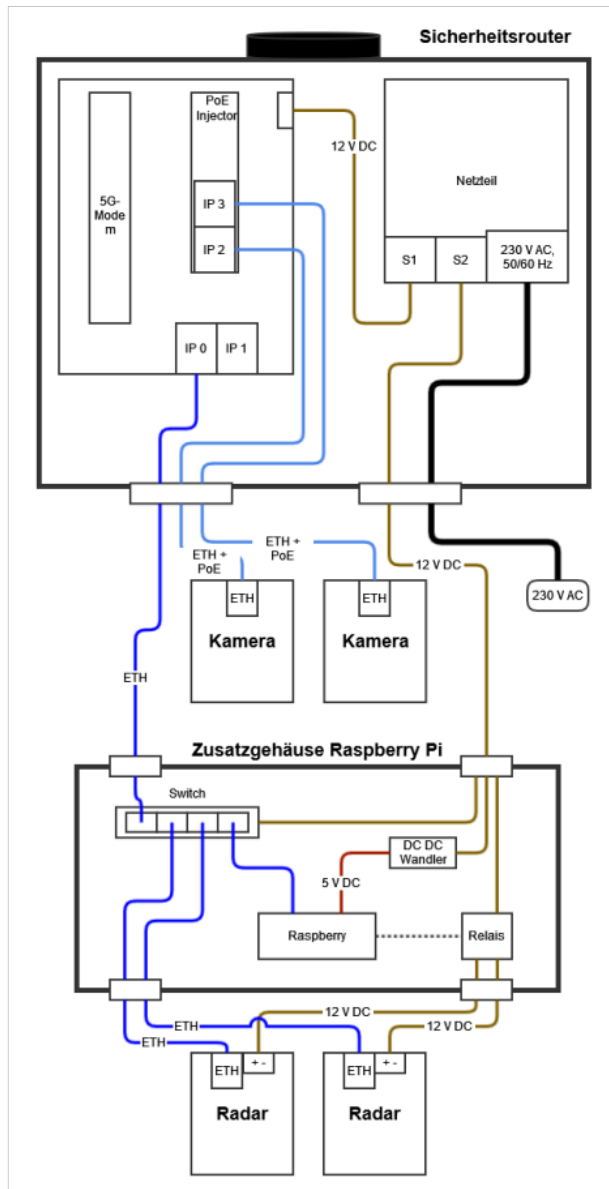 Sicherheitsrouter
PoE
Injector
12 V DC
5G-
Mode
m
Netzteil
IP 3
IP 2
S1
S2
230 V AC,
50/60 Hz
IP 0
IP 1
ETH +
PoE
ETH +
PoE
12 V DC
230 V AC
ETH
ETH
Kamera
Kamera
ETH
Zusatzgehäuse Raspberry Pi
Switch
DC DC
Wandler
5 V DC
Raspberry
Relais
12 V DC
12 V DC
ETH
ETH
ETH
+ -
ETH
+ -
Radar
Radar